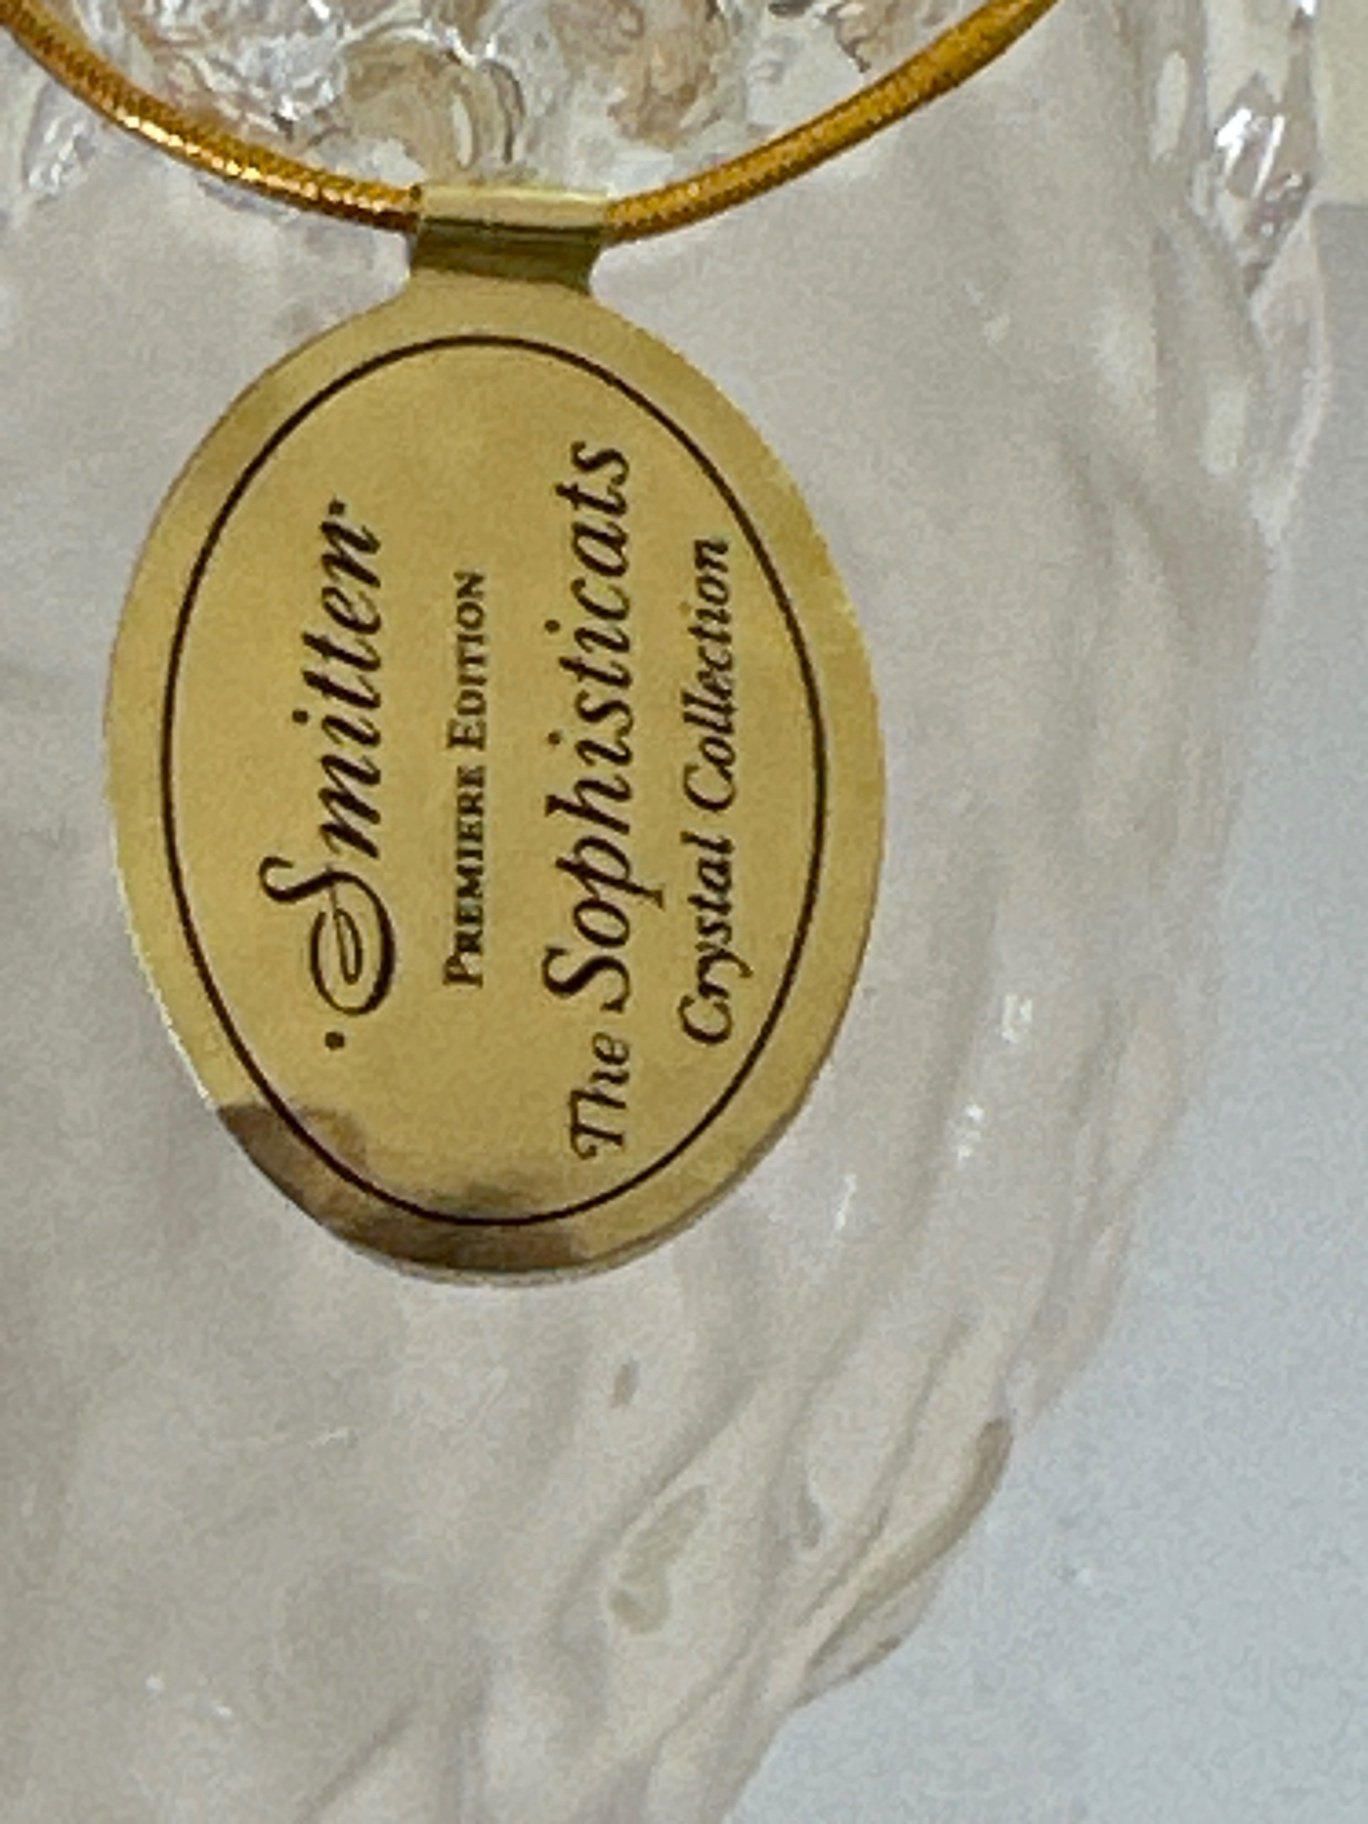 "Smitten"
PREMIERE EDITION
The Sophisticats
Crystal Collection